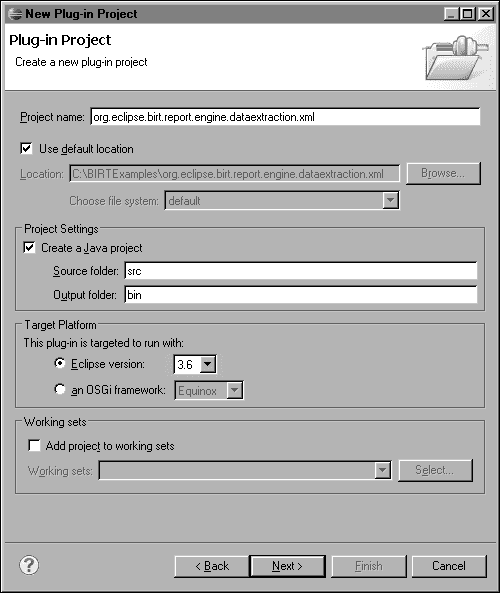 New Plug-in Project
Plug-in Project
Create a new plug-in project
Project name: org.eclipse.birt.report.engine.dataextraction.xml
Use default location
Location: C:\BIRTExamples\org.eclipse.birt.report.engine.dataextraction.xml Browse...
Choose file system: default
Project Settings
Create a Java project
Source folder: src
Output folder: bin
Target Platform
This plug-in is targeted to run with:
Eclipse version: 3.6
an OSGi framework: Equinox
Working sets
Add project to working sets
Working sets: Select...
? < Back Next > Finish Cancel